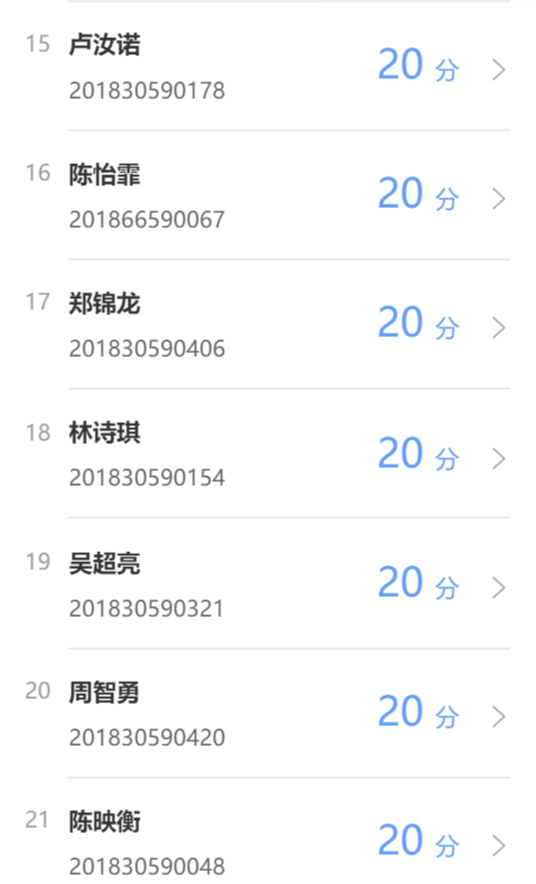 15 卢汝诺 20 分
201830590178
16 陈怡霏 20 分
201866590067
17 郑锦龙 20 分
201830590406
18 林诗琪 20 分
201830590154
19 吴超亮 20 分
201830590321
20 周智勇 20 分
201830590420
21 陈映衡 20 分
201830590048